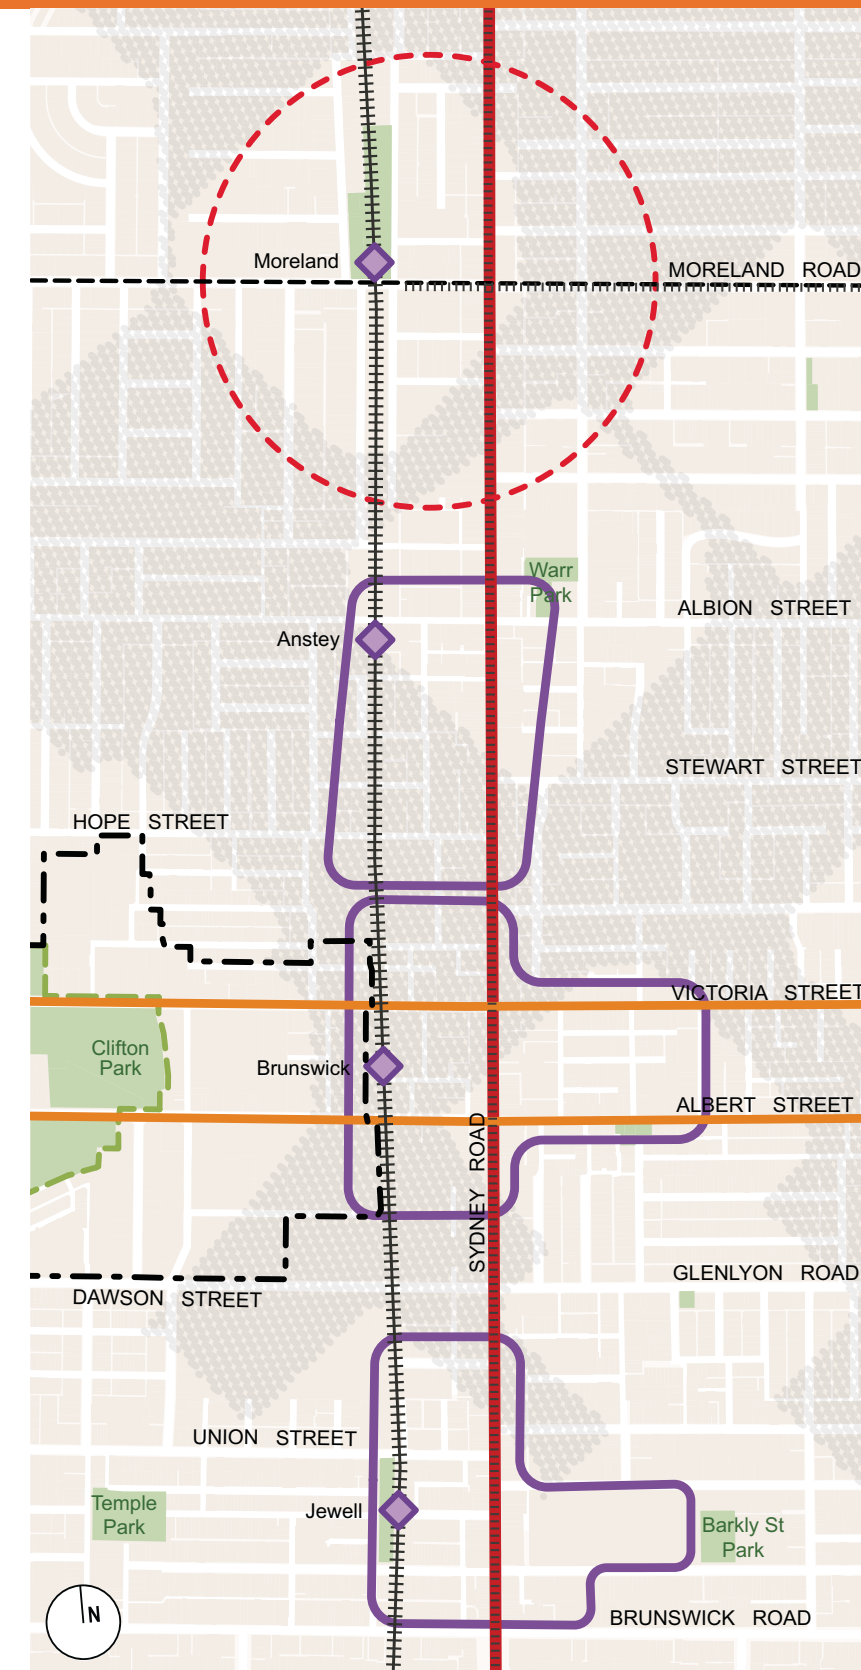 Moreland
MORELAND ROAD
Warr
Park
ALBION STREET
Anstey
STEWART STREET
HOPE STREET
VICTORIA STREET
Clifton
Park
Brunswick
ALBERT STREET
SYDNEY ROAD
GLENLYON ROAD
DAWSON STREET
UNION STREET
Temple
Park
Jewell
Barkly St
Park
N
BRUNSWICK ROAD